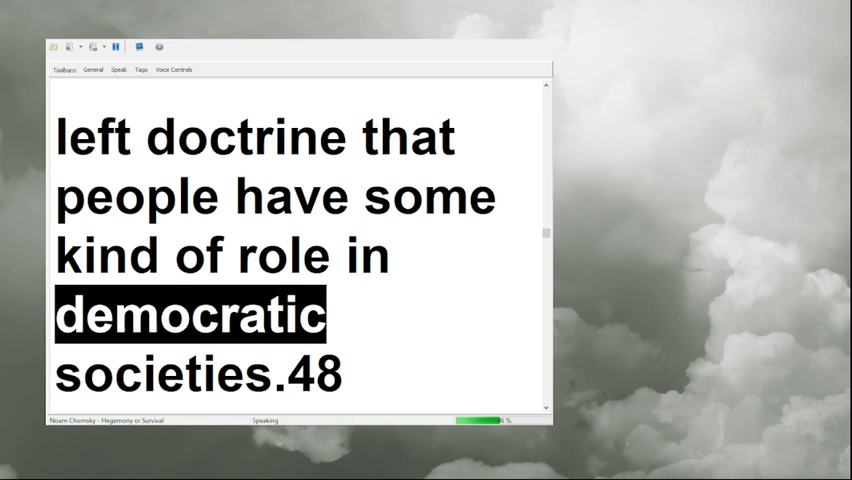 Toolbars: General Speak Tags Voice Controls
left doctrine that
people have some
kind of role in
democratic
societies.48
Noam Chomsky - Hegemony or Survival Speaking